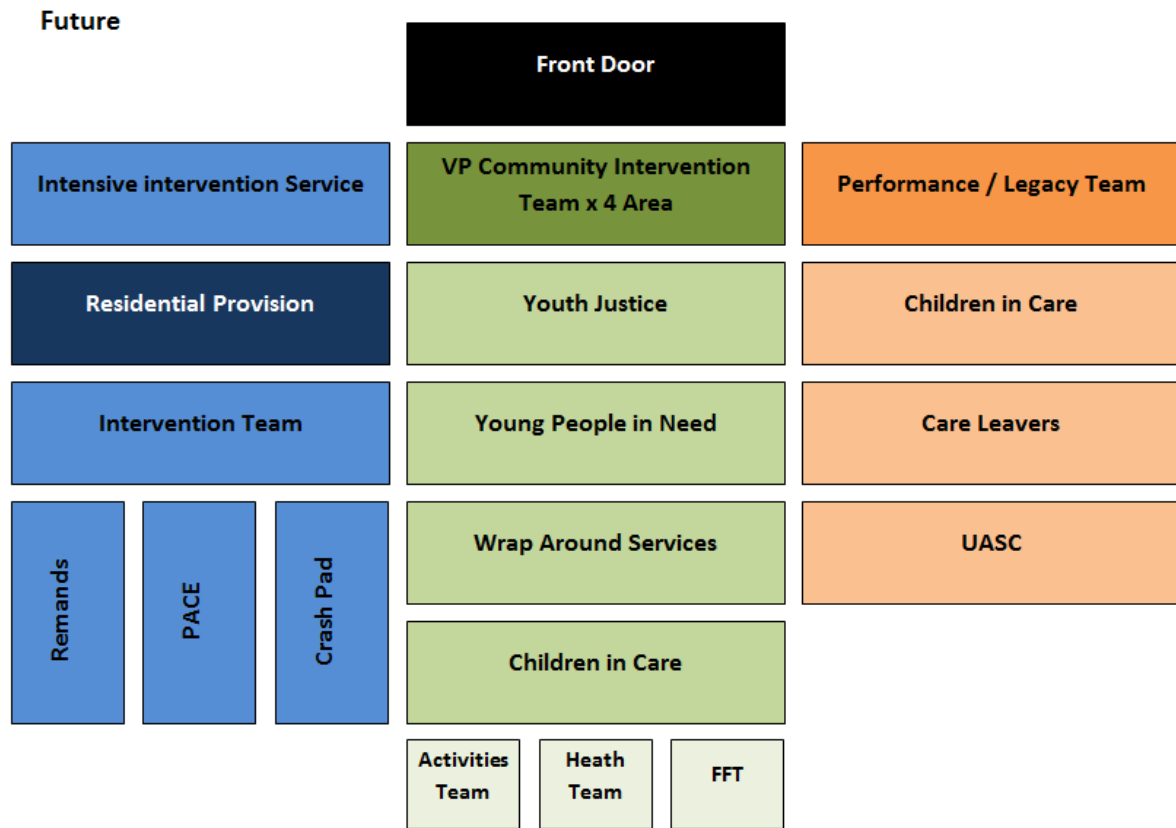 Future
Front Door
Intensive intervention Service
VP Community Intervention
Team x 4 Area
Performance / Legacy Team
Residential Provision
Youth Justice
Children in Care
Intervention Team
Young People in Need
Care Leavers
Remands
PACE
Crash Pad
Wrap Around Services
UASC
Children in Care
Activities
Team
Heath
Team
FFT